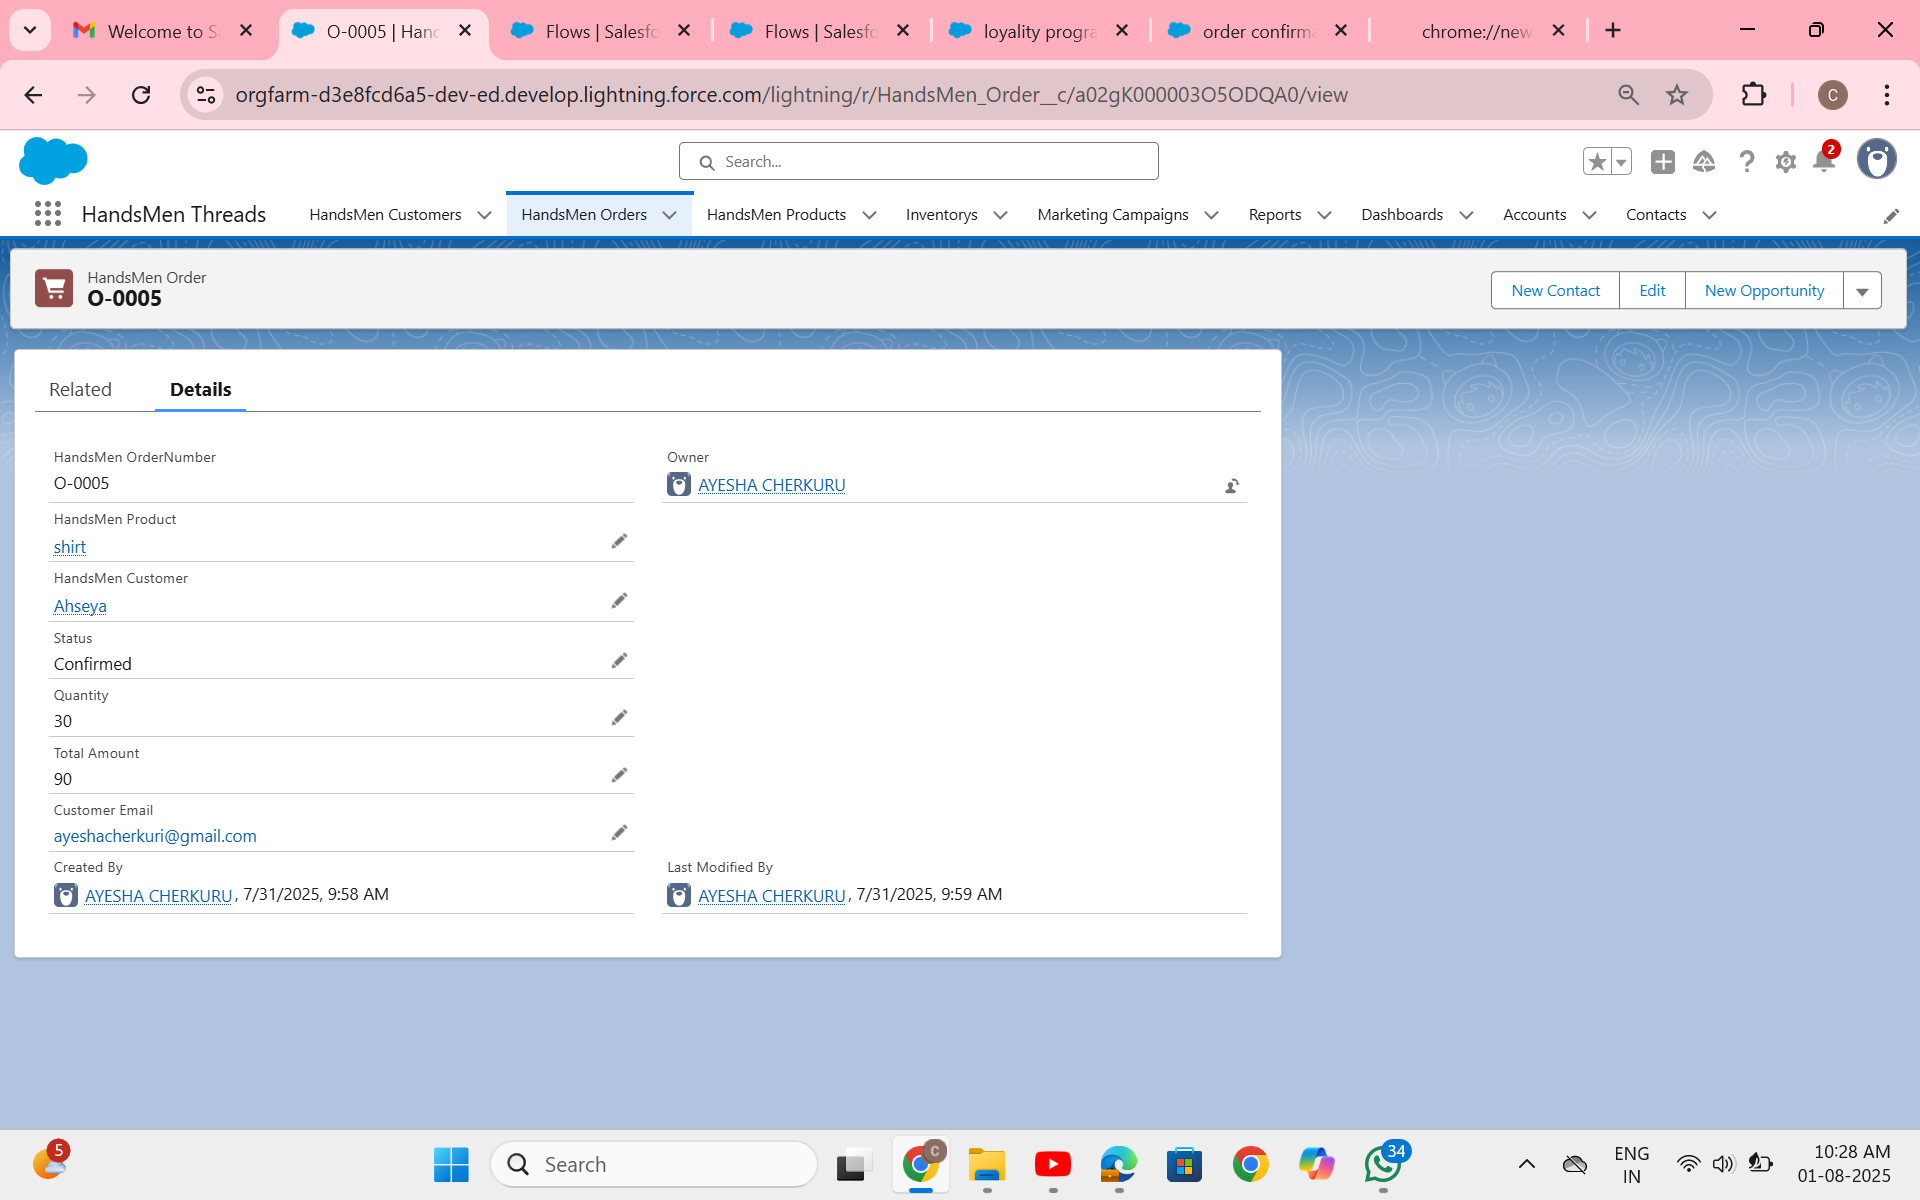 Welcome to S
O-0005 | Han
Flows | Salesfo
Flows | Salesfo
loyality progra
order confirma
chrome://new
orgfarm-d3e8fcd6a5-dev-ed.develop.lightning.force.com/lightning/r/HandsMen_Order__c/a02gK000003O5ODQA0/view
C
Search...
2
HandsMen Threads
HandsMen Customers
HandsMen Orders
HandsMen Products
Inventorys
Marketing Campaigns
Reports
Dashboards
Accounts
Contacts
HandsMen Order
O-0005
New Contact
Edit
New Opportunity
Related
Details
HandsMen OrderNumber
O-0005
Owner
AYESHA CHERKURU
HandsMen Product
shirt
HandsMen Customer
Ahseya
Status
Confirmed
Quantity
30
Total Amount
90
Customer Email
ayeshacherkuri@gmail.com
Created By
AYESHA CHERKURU, 7/31/2025, 9:58 AM
Last Modified By
AYESHA CHERKURU, 7/31/2025, 9:59 AM
5
Search
C
34
ENG
IN
10:28 AM
01-08-2025